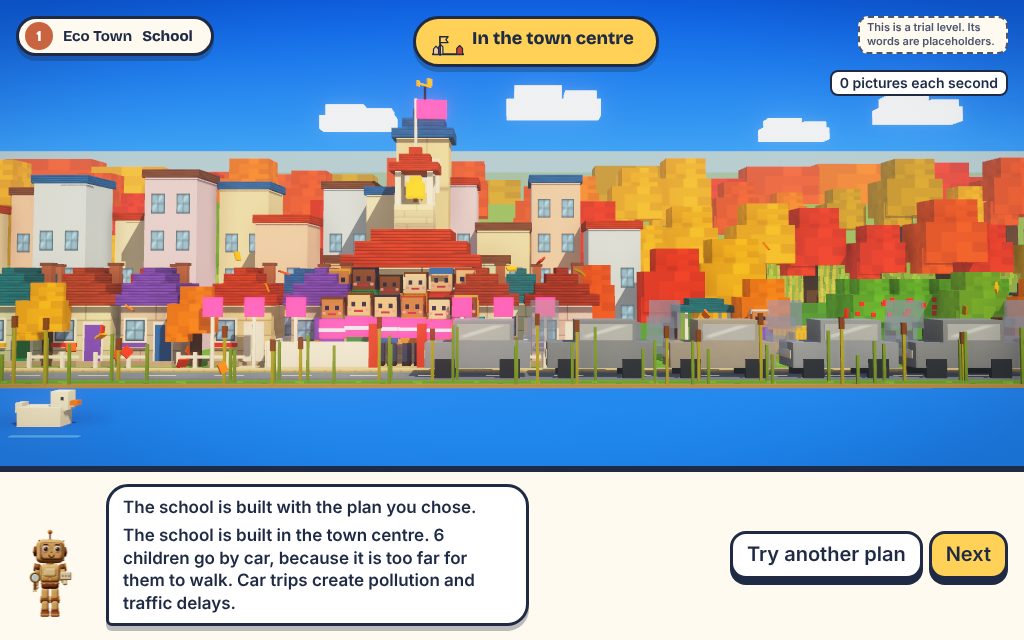 1 Eco Town School
In the town centre
This is a trial level. Its
words are placeholders.
0 pictures each second
The school is built with the plan you chose.
The school is built in the town centre. 6
children go by car, because it is too far for
them to walk. Car trips create pollution and
traffic delays.
Try another plan
Next